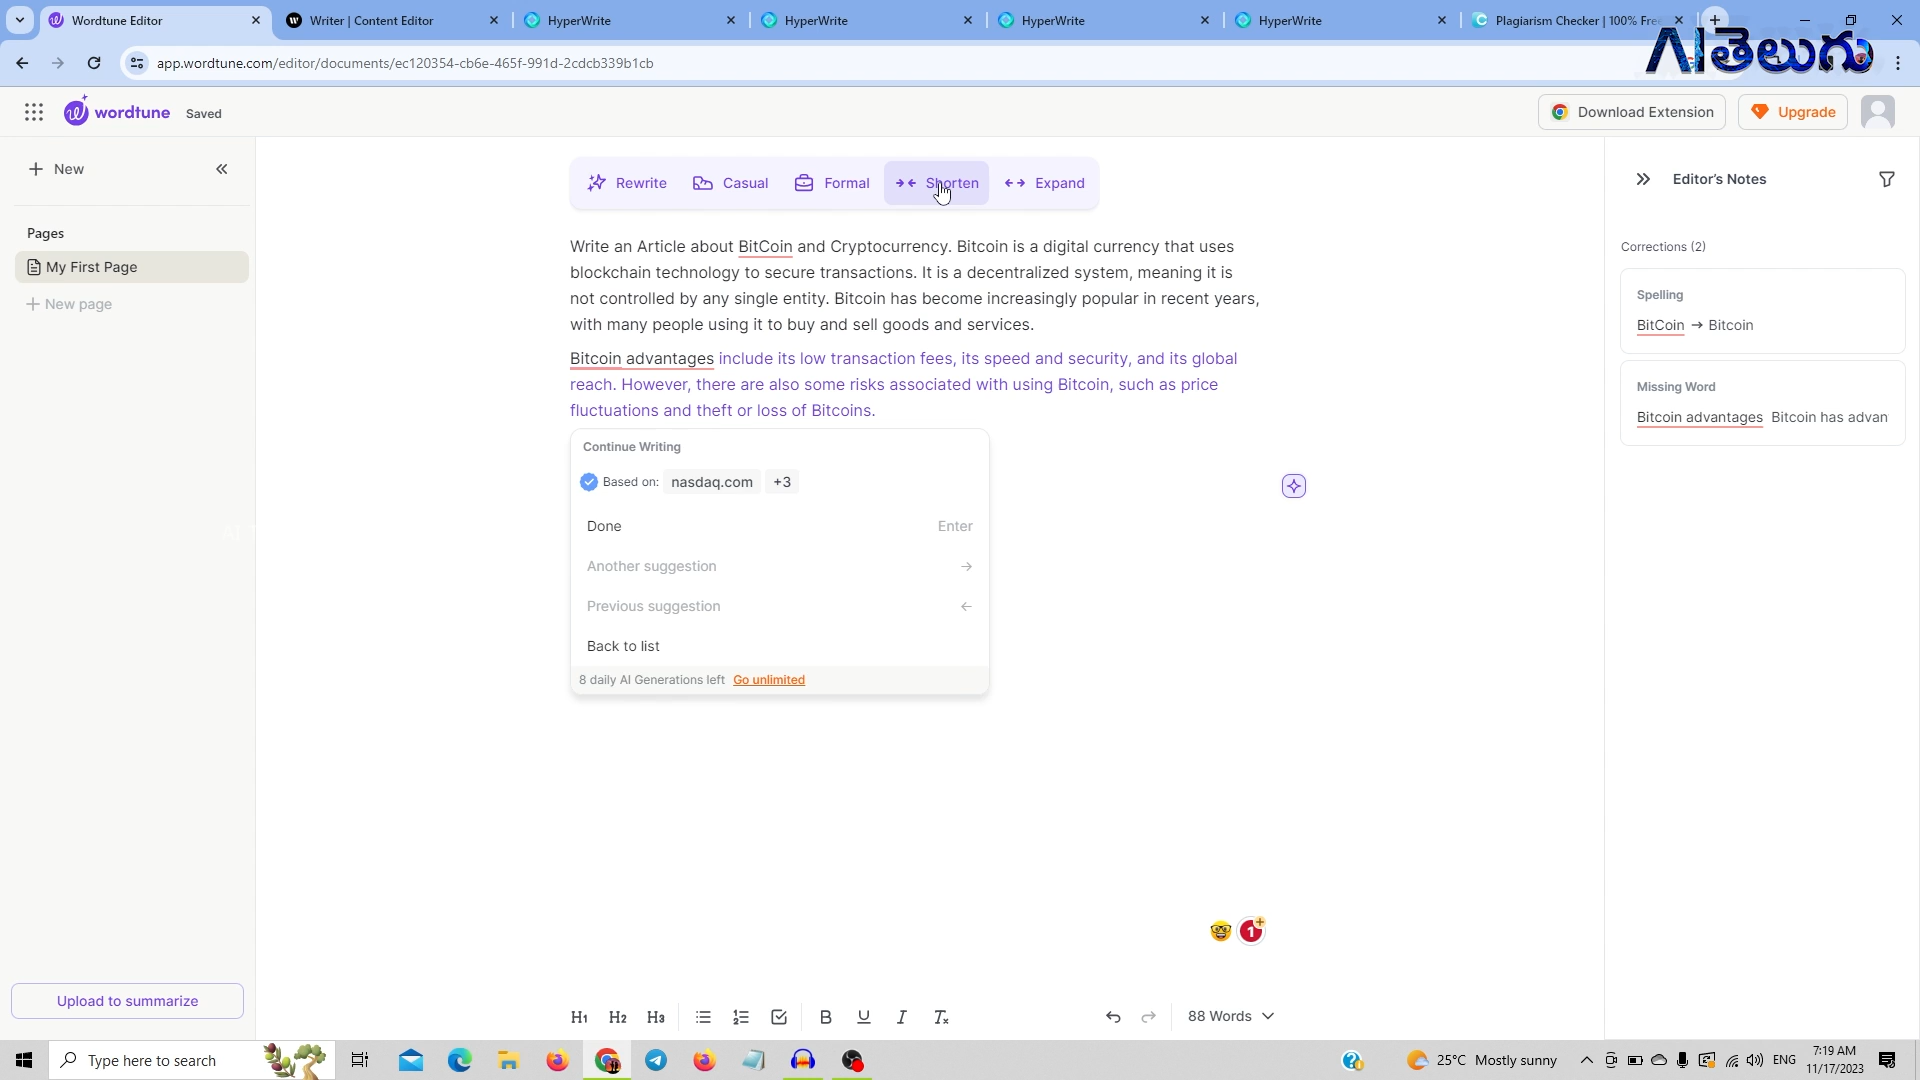 Wordtune Editor
Writer | Content Editor
HyperWrite
HyperWrite
HyperWrite
HyperWrite
Plagiarism Checker | 100% Free
AIతెలుగు
app.wordtune.com/editor/documents/ec120354-cb6e-465f-991d-2cdcb339b1cb
wordtune
Saved
Download Extension
Upgrade
New
Pages
My First Page
New page
Upload to summarize
Rewrite
Casual
Formal
Shorten
Expand
Write an Article about BitCoin and Cryptocurrency. Bitcoin is a digital currency that uses
blockchain technology to secure transactions. It is a decentralized system, meaning it is
not controlled by any single entity. Bitcoin has become increasingly popular in recent years,
with many people using it to buy and sell goods and services.
Bitcoin advantages include its low transaction fees, its speed and security, and its global
reach. However, there are also some risks associated with using Bitcoin, such as price
fluctuations and theft or loss of Bitcoins.
Continue Writing
Based on: nasdaq.com +3
Done Enter
Another suggestion
Previous suggestion
Back to list
8 daily AI Generations left Go unlimited
Editor's Notes
Corrections (2)
Spelling
BitCoin → Bitcoin
Missing Word
Bitcoin advantages Bitcoin has advan
1
H1 H2 H3
B U I Tx
88 Words
Type here to search
25°C Mostly sunny
ENG
7:19 AM
11/17/2023